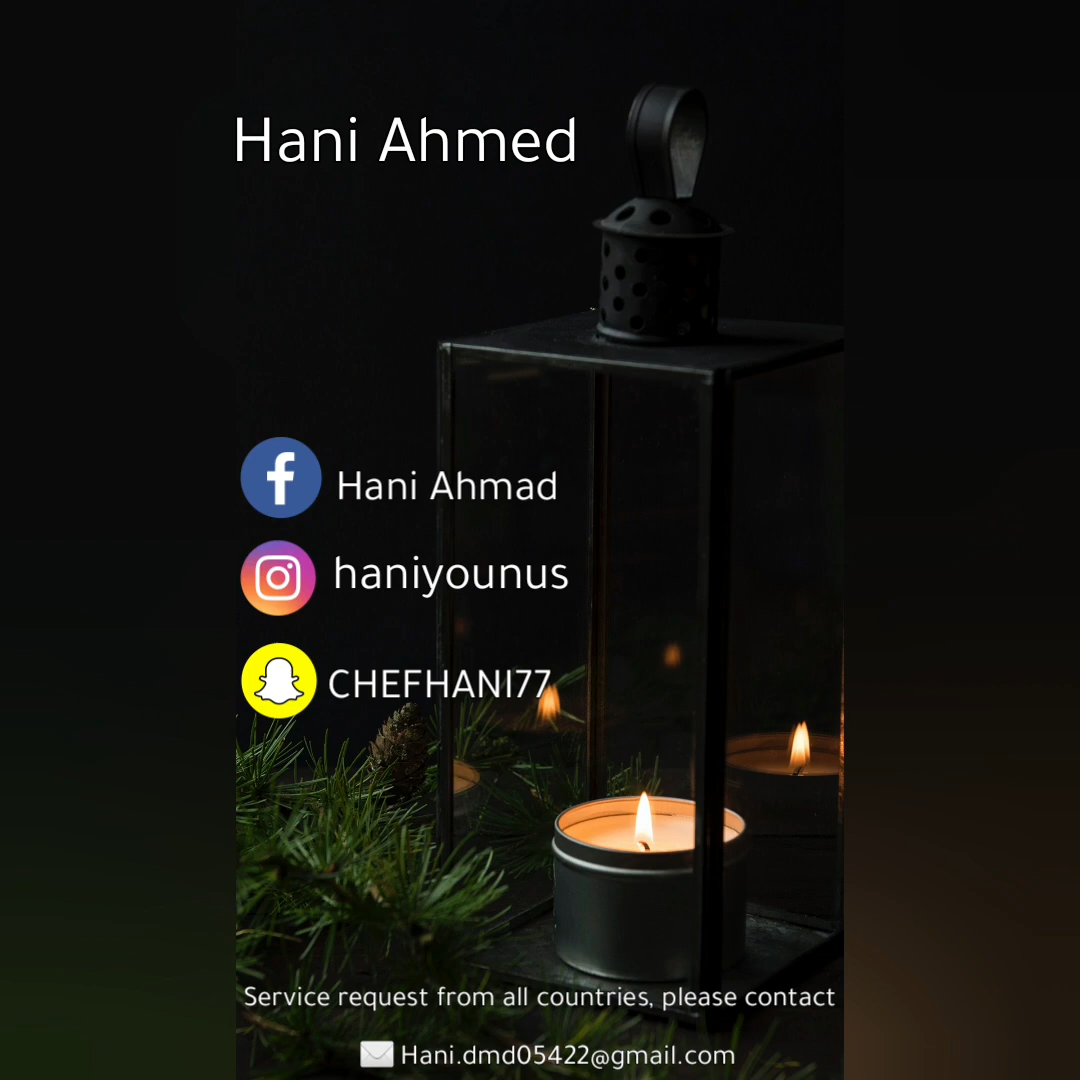 Hani Ahmed
Hani Ahmad
haniyounus
CHEFHANI77
Service request from all countries, please contact
Hani.dmd05422@gmail.com